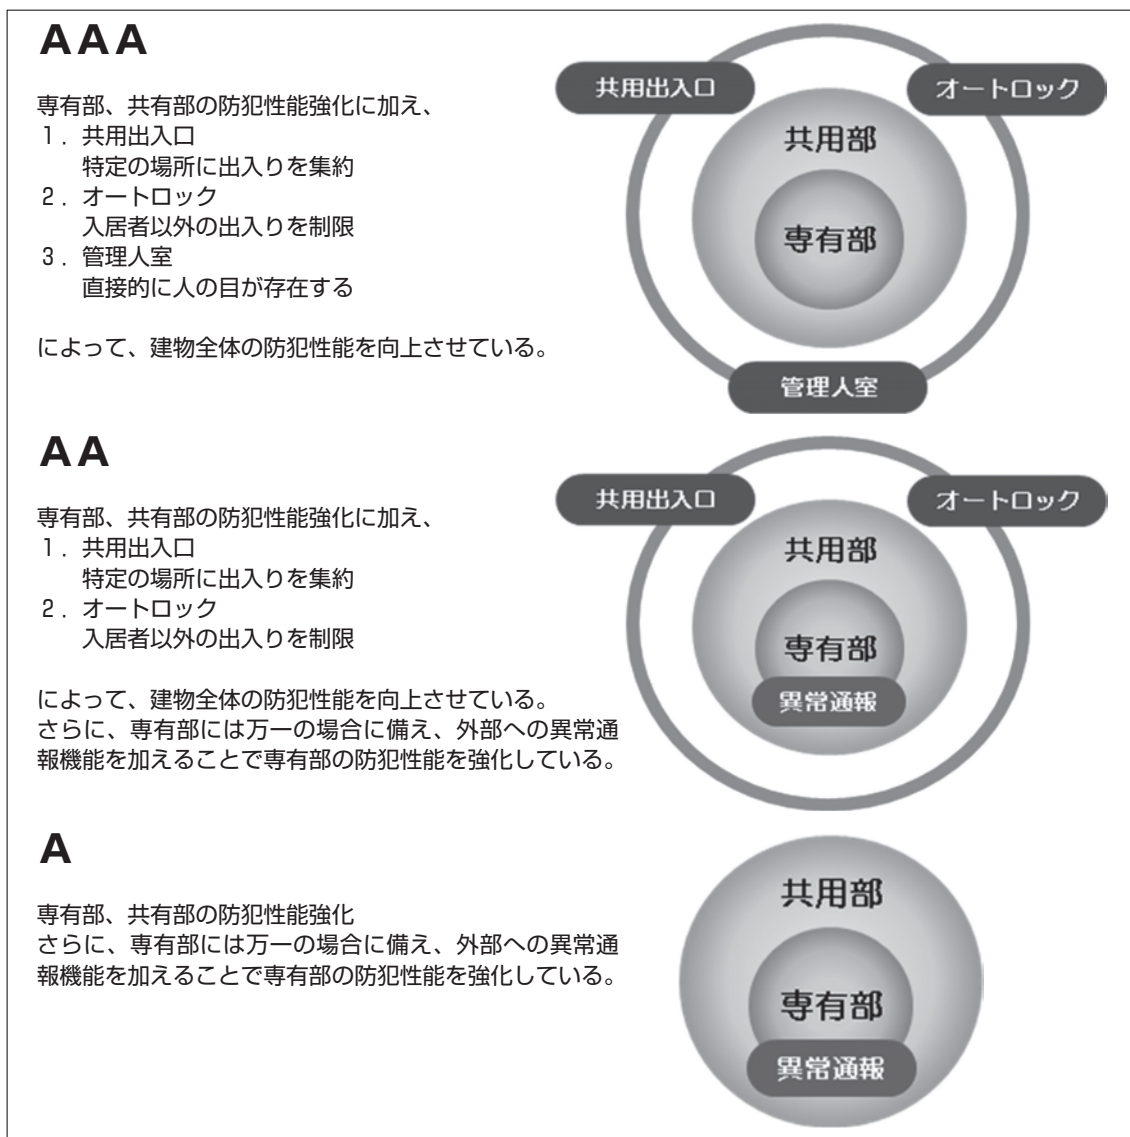 AAA
専有部、共有部の防犯性能強化に加え、
1．共用出入口
特定の場所に出入りを集約
2．オートロック
入居者以外の出入りを制限
3．管理人室
直接的に人の目が存在する
によって、建物全体の防犯性能を向上させている。
共用出入口
オートロック
共用部
専有部
管理人室
AA
専有部、共有部の防犯性能強化に加え、
1．共用出入口
特定の場所に出入りを集約
2．オートロック
入居者以外の出入りを制限
によって、建物全体の防犯性能を向上させている。
さらに、専有部には万一の場合に備え、外部への異常通
報機能を加えることで専有部の防犯性能を強化している。
共用出入口
オートロック
共用部
専有部
異常通報
A
専有部、共有部の防犯性能強化
さらに、専有部には万一の場合に備え、外部への異常通
報機能を加えることで専有部の防犯性能を強化している。
共用部
専有部
異常通報